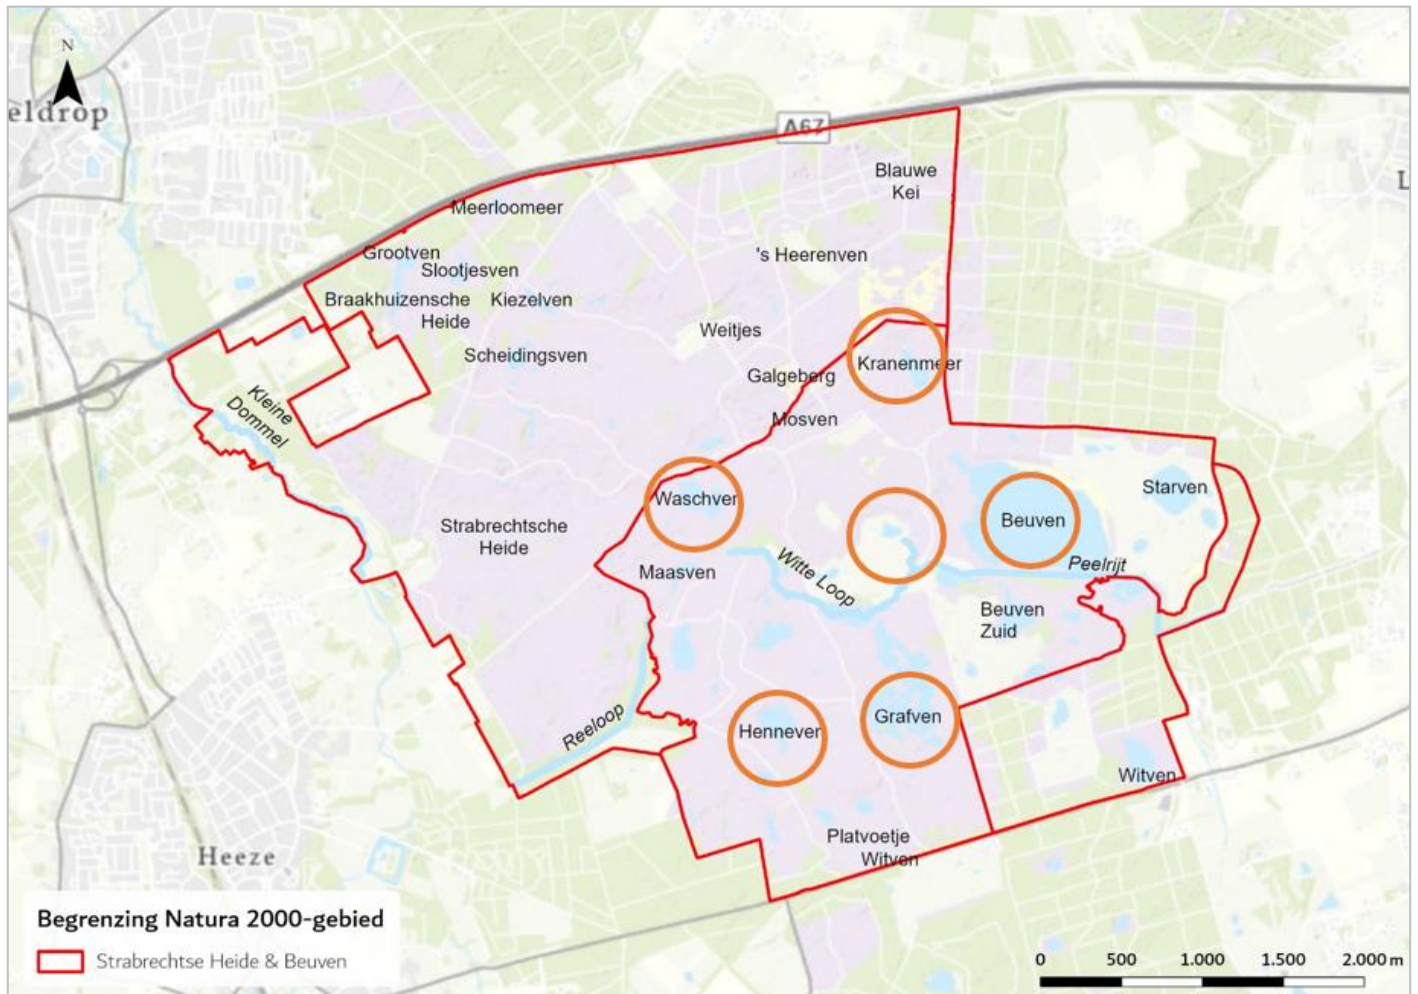 N
eldrop
A67
L
Blauwe
Kei
Meerloomeer
Grootven
Slootjesven
's Heerenven
Braakhuizensche
Heide
Kiezelven
Weitjes
Scheidingsven
Kranenmeer
Galgeberg
Kleine
Dommel
Mosven
Waschven
Starven
Strabrechtsche
Heide
Beuven
Maasven
Witte Loop
Peelrijt
Beuven
Zuid
Reeloop
Hennever
Grafven
Witven
Platvoetje
Witven
Heeze
Begrenzing Natura 2000-gebied
Strabrechtse Heide & Beuven
0 500 1.000 1.500 2.000 m